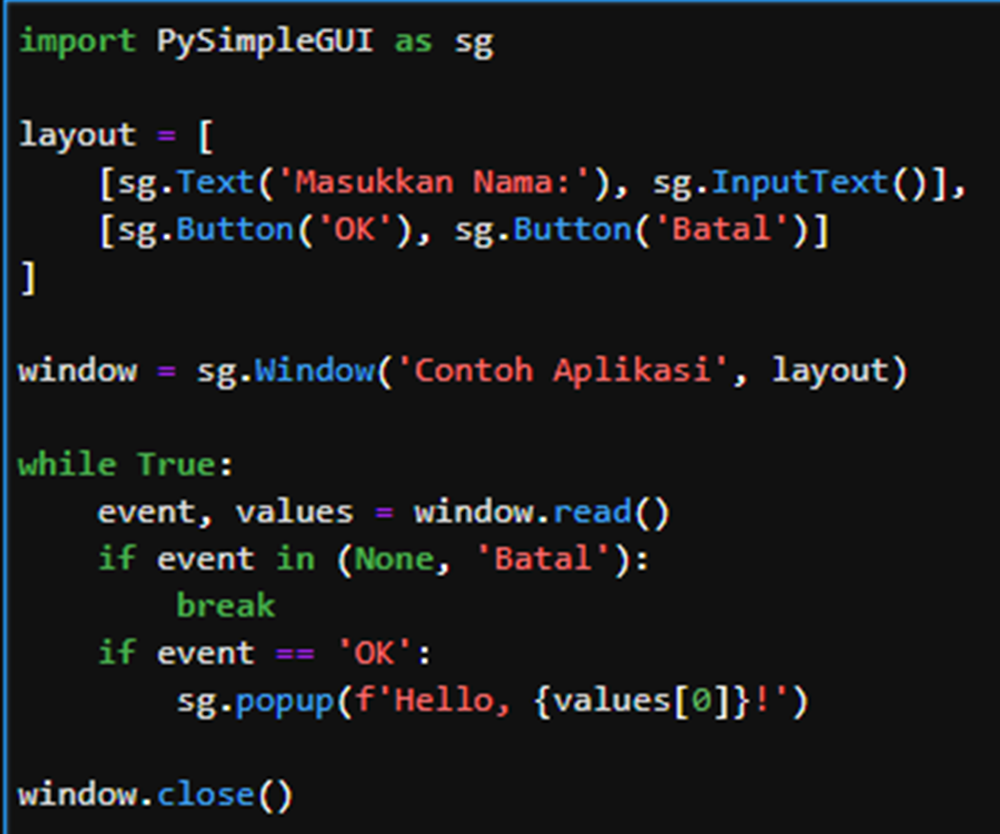 import PySimpleGUI as sg
layout = [
    [sg.Text('Masukkan Nama:'), sg.InputText()],
    [sg.Button('OK'), sg.Button('Batal')]
]
window = sg.Window('Contoh Aplikasi', layout)
while True:
    event, values = window.read()
    if event in (None, 'Batal'):
        break
    if event == 'OK':
        sg.popup(f'Hello, {values[0]}!')
window.close()